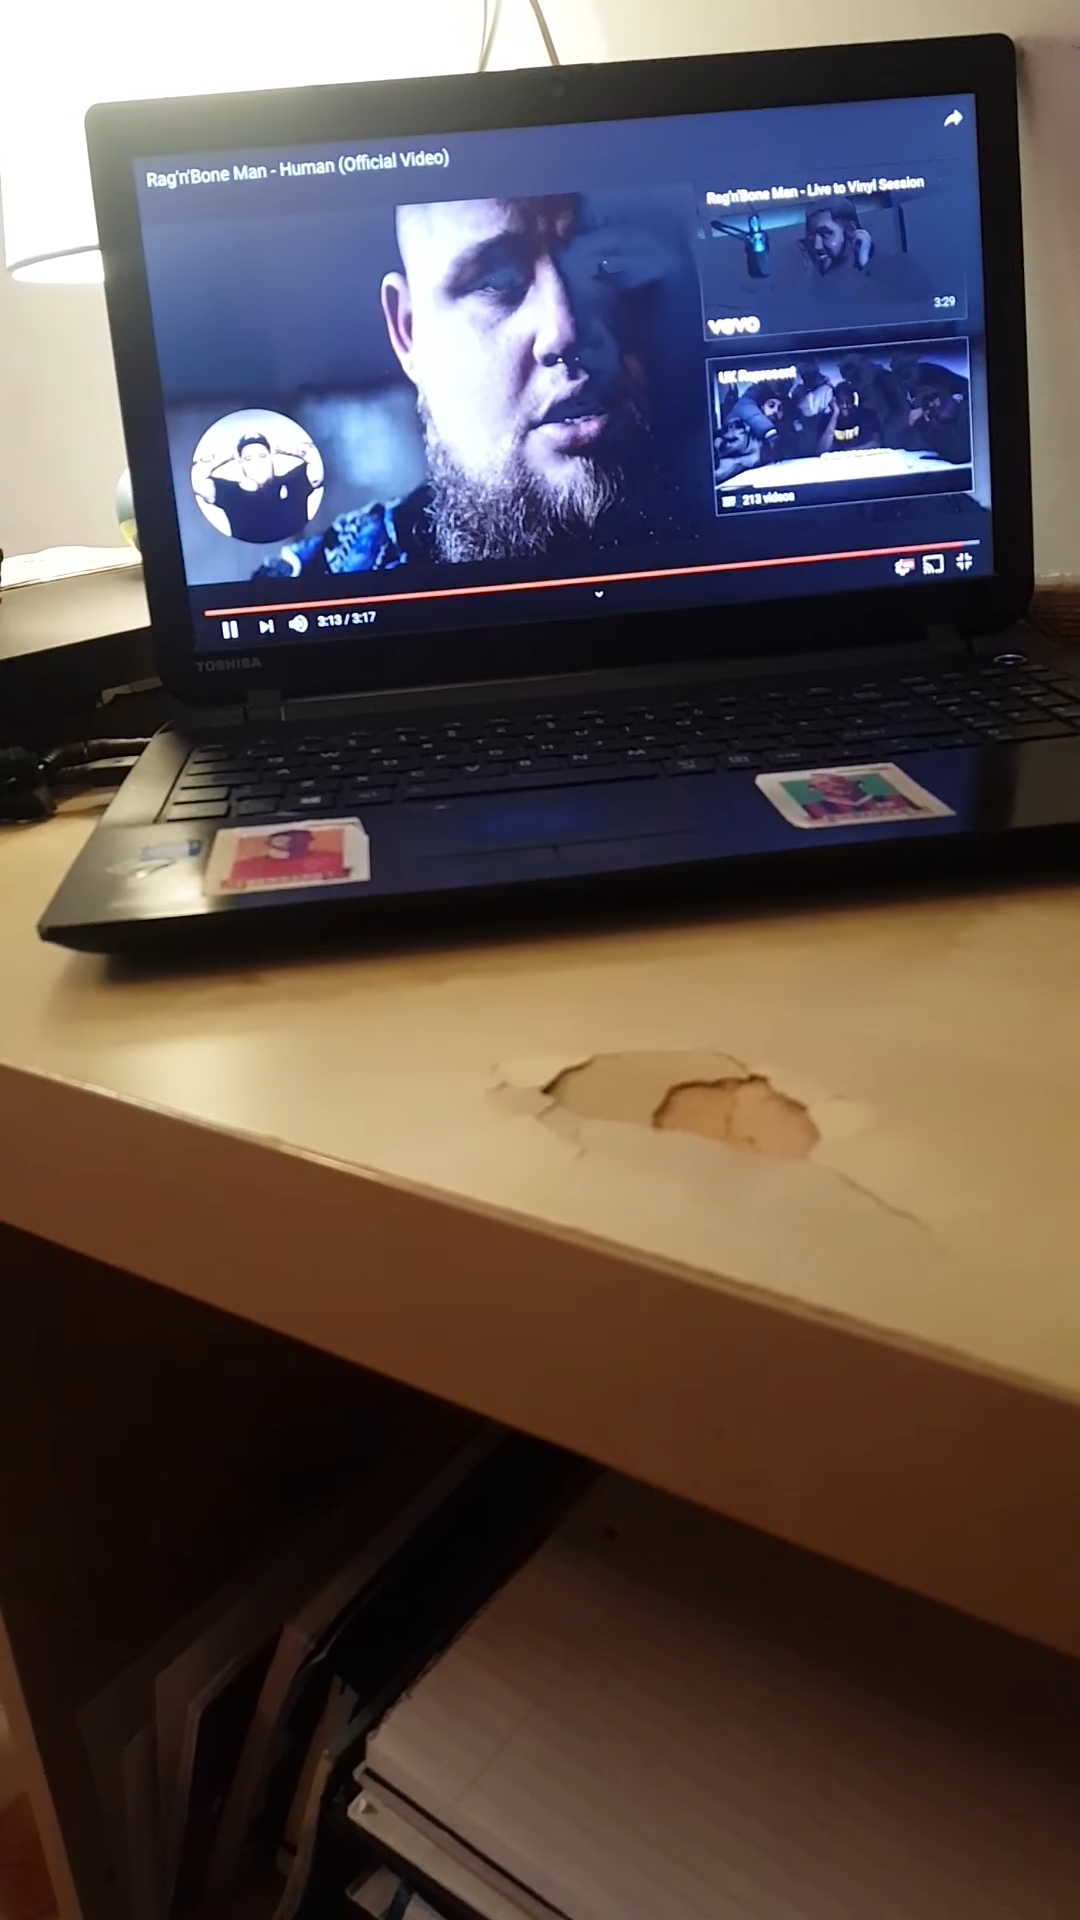 Rag'n'Bone Man - Human (Official Video)
Rag'n'Bone Man - Live to Vinyl Session
3:29
vevo
UK Represent
213 videos
3:13 / 3:17
TOSHIBA